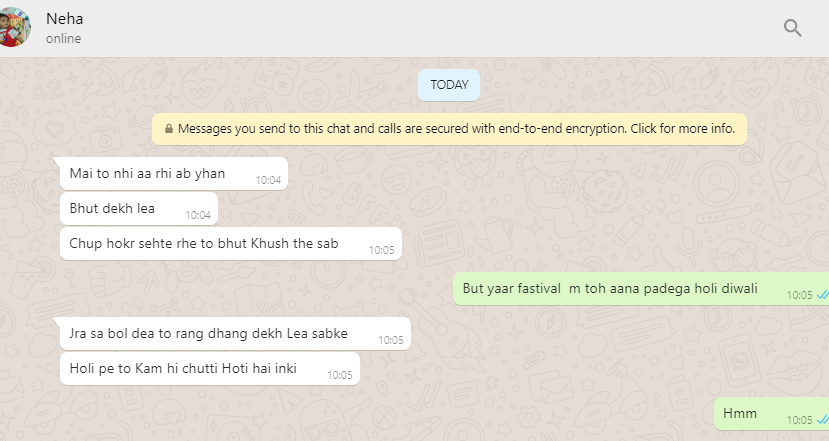 Neha
online
TODAY
Messages you send to this chat and calls are secured with end-to-end encryption. Click for more info.
Mai to nhi aa rhi ab yhan 10:04
Bhut dekh lea 10:04
Chup hokr sehte rhe to bhut Khush the sab 10:05
But yaar fastival m toh aana padega holi diwali 10:05
Jra sa bol dea to rang dhang dekh Lea sabke 10:05
Holi pe to Kam hi chutti Hoti hai inki 10:05
Hmm 10:05